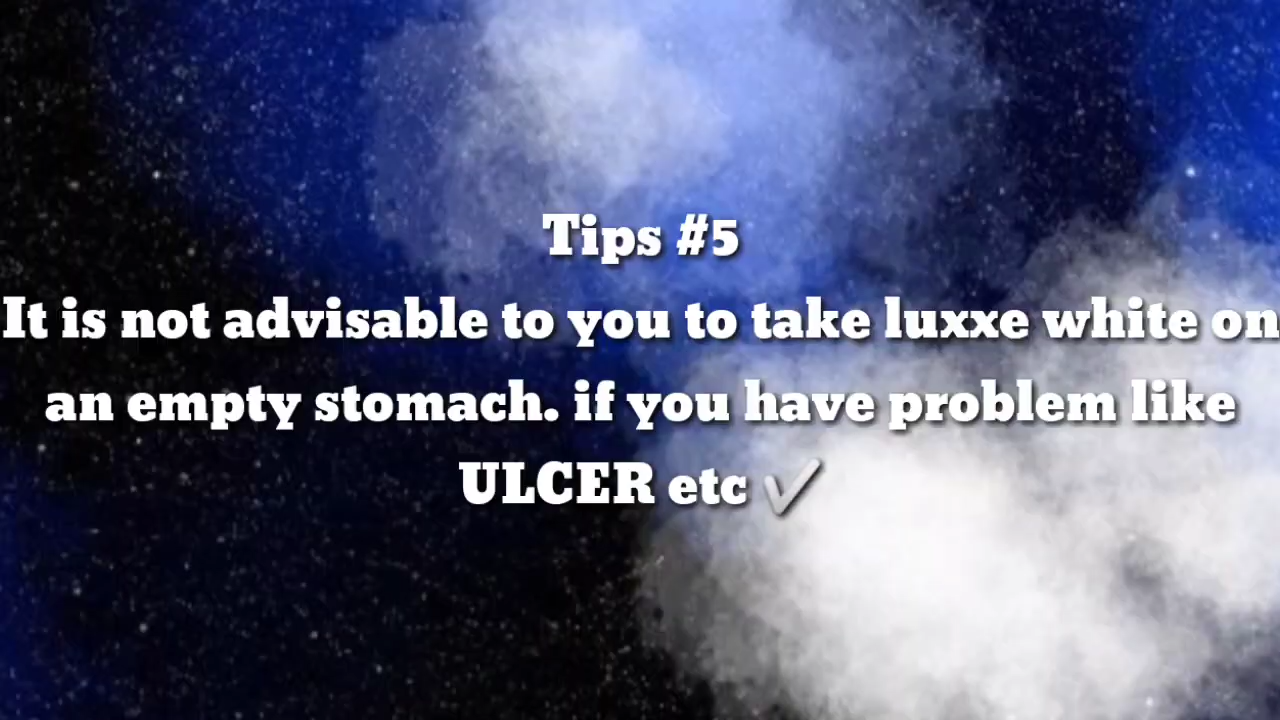 Tips #5
It is not advisable to you to take luxxe white on
an empty stomach. if you have problem like
ULCER etc ✓